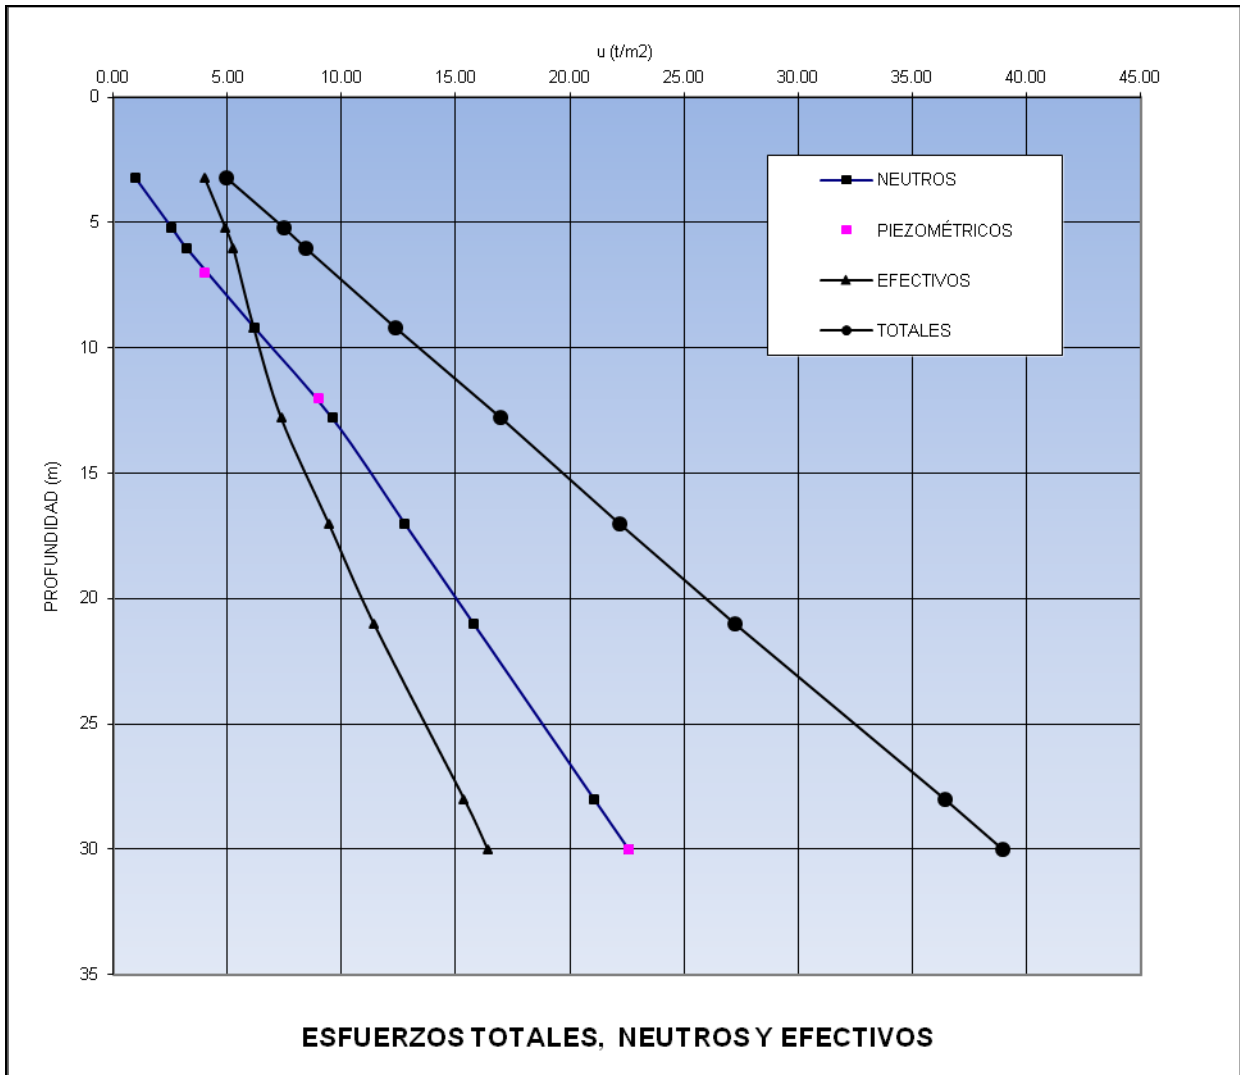 u (t/m2)
0.00 5.00 10.00 15.00 20.00 25.00 30.00 35.00 40.00 45.00
0
5
10
15
20
25
30
35
PROFUNDIDAD (m)
NEUTROS
PIEZOMÉTRICOS
EFECTIVOS
TOTALES
ESFUERZOS TOTALES, NEUTROS Y EFECTIVOS